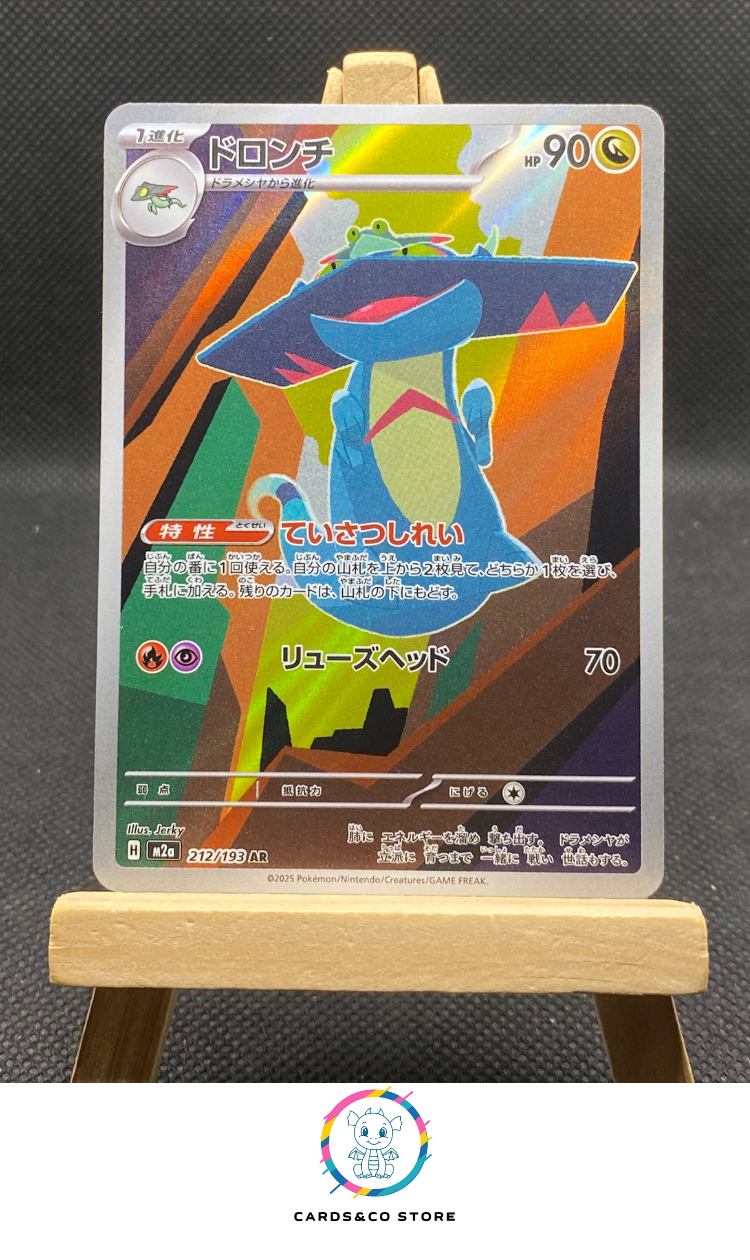 1進化
ドロンチ
HP 90
ドラメシヤから進化
特性 とくせい ていさつしれい
自分の番に1回使える。自分の山札を上から2枚見て、どちらか1枚を選び、
手札に加える。残りのカードは、山札の下にもどす。
リューズヘッド 70
弱点 抵抗力 にげる
Illus. Jerky
肺に エネルギーを溜め 撃ち出す。 ドラメシヤが
立派に 育つまで 一緒に 戦い 世話もする。
H m2a 212/193 AR
©2025 Pokémon/Nintendo/Creatures/GAME FREAK.
CARDS&CO STORE